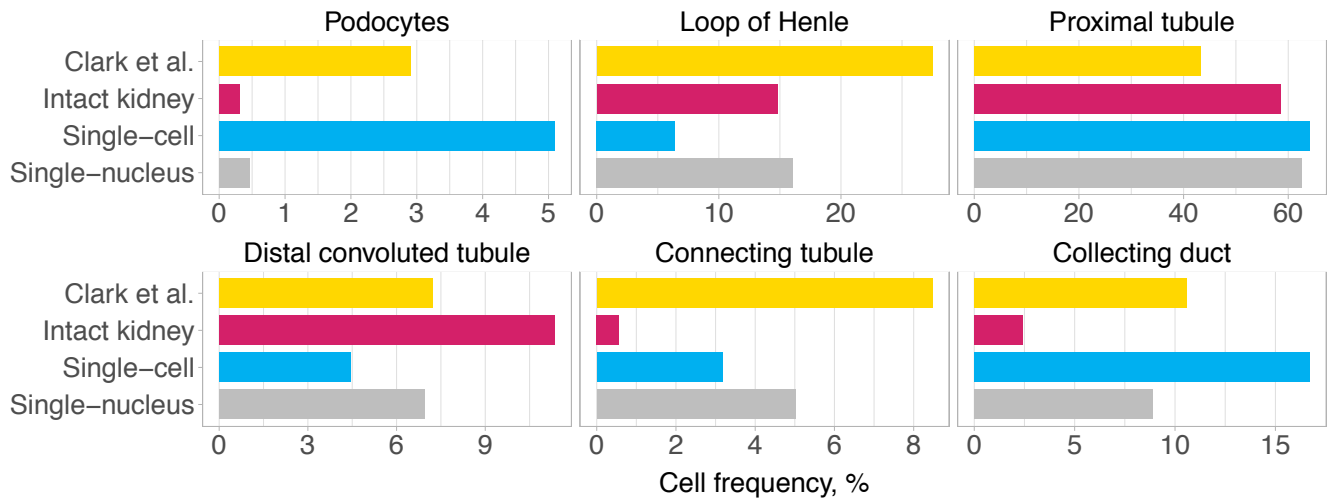 Podocytes
Loop of Henle
Proximal tubule
Clark et al.
Intact kidney
Single−cell
Single−nucleus
0 1 2 3 4 5
0 10 20
0 20 40 60
Distal convoluted tubule
Connecting tubule
Collecting duct
Clark et al.
Intact kidney
Single−cell
Single−nucleus
0 3 6 9
0 2 4 6 8
0 5 10 15
Cell frequency, %